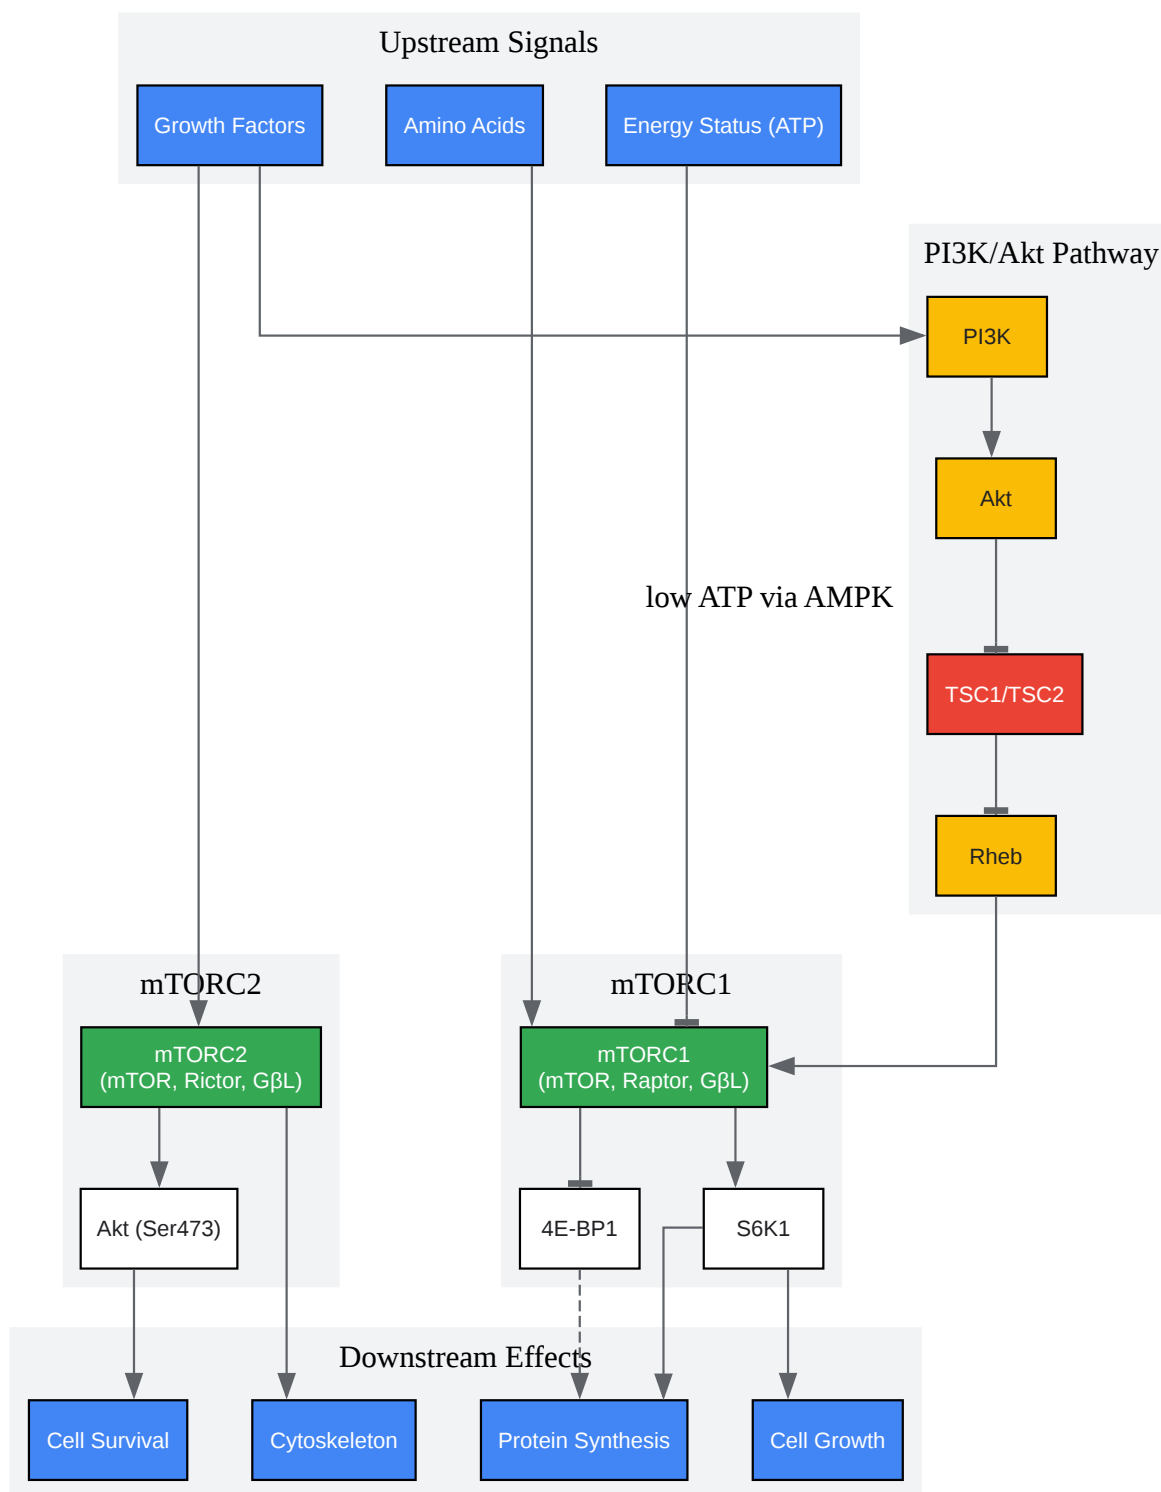 Upstream Signals
Growth Factors
Amino Acids
Energy Status (ATP)
PI3K/Akt Pathway
PI3K
Akt
low ATP via AMPK
TSC1/TSC2
Rheb
mTORC2
mTORC1
mTORC2
(mTOR, Rictor, GβL)
mTORC1
(mTOR, Raptor, GβL)
Akt (Ser473)
4E-BP1
S6K1
Downstream Effects
Cell Survival
Cytoskeleton
Protein Synthesis
Cell Growth